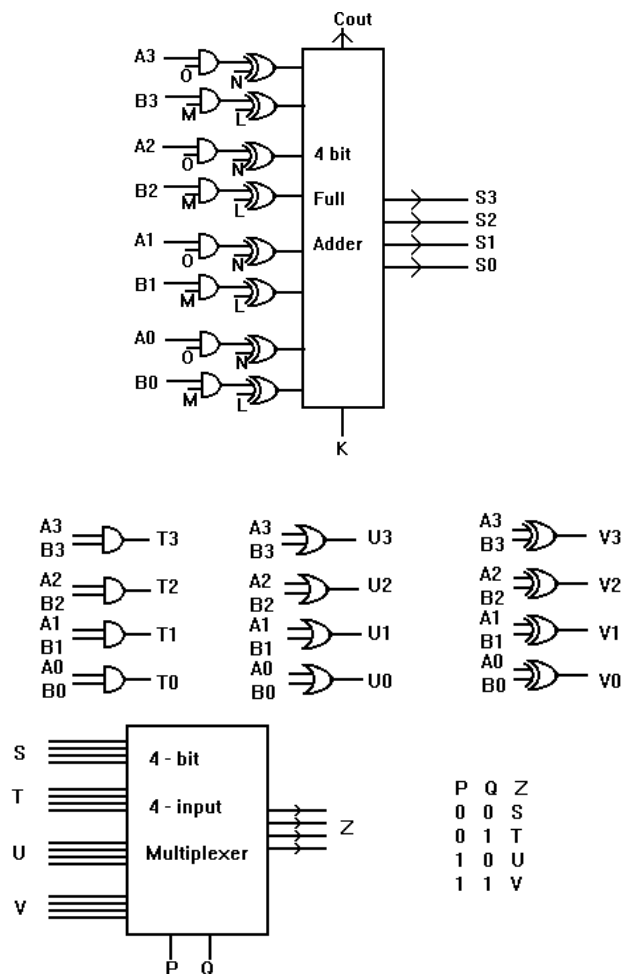 Cout
A3
O
N
B3
M
L
A2
O
N
4 bit
B2
M
L
Full
S3
S2
A1
O
N
Adder
S1
S0
B1
M
L
A0
O
N
B0
M
L
K
A3
B3
T3
A3
B3
U3
A3
B3
V3
A2
B2
T2
A2
B2
U2
A2
B2
V2
A1
B1
T1
A1
B1
U1
A1
B1
V1
A0
B0
T0
A0
B0
U0
A0
B0
V0
S
4 - bit
T
4 - input
U
Multiplexer
Z
V
P Q
P Q Z
0 0 S
0 1 T
1 0 U
1 1 V